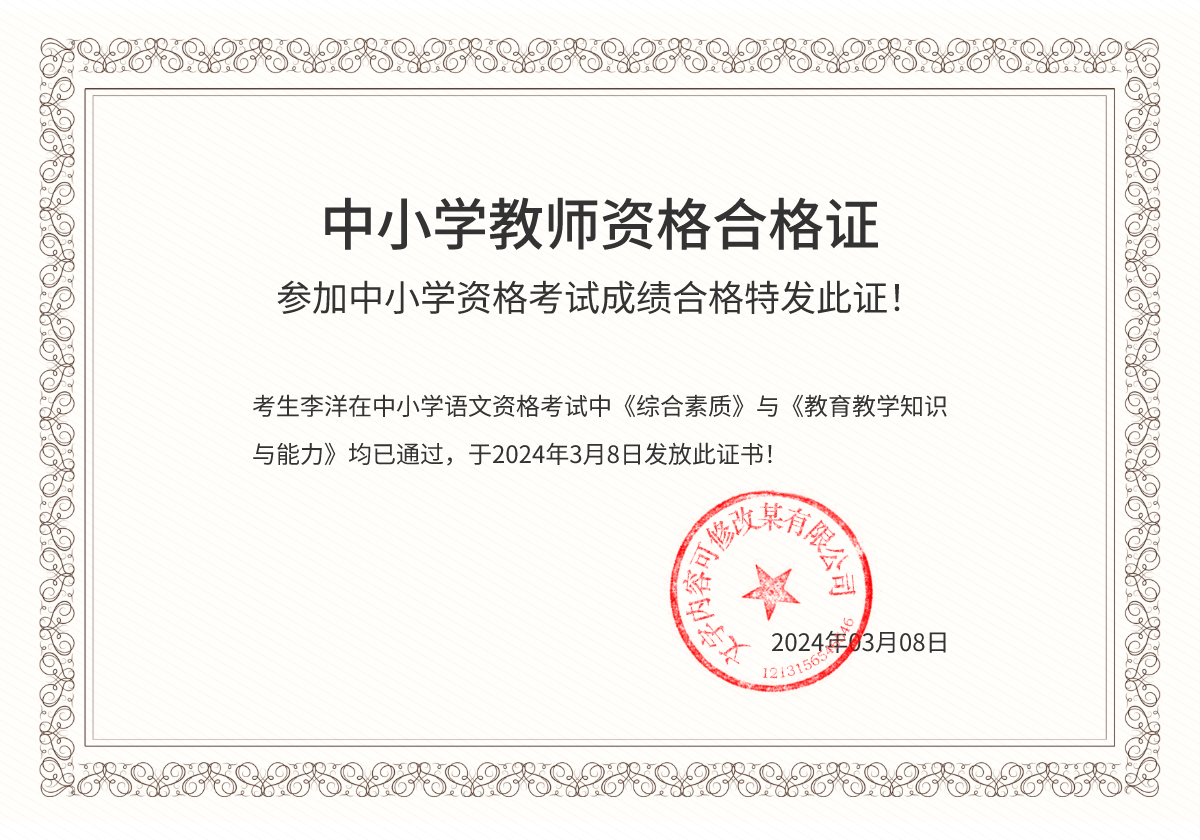 中小学教师资格合格证
参加中小学资格考试成绩合格特发此证！
考生李洋在中小学语文资格考试中《综合素质》与《教育教学知识
与能力》均已通过，于2024年3月8日发放此证书！
文字内容可修改某有限公司
2024年03月08日